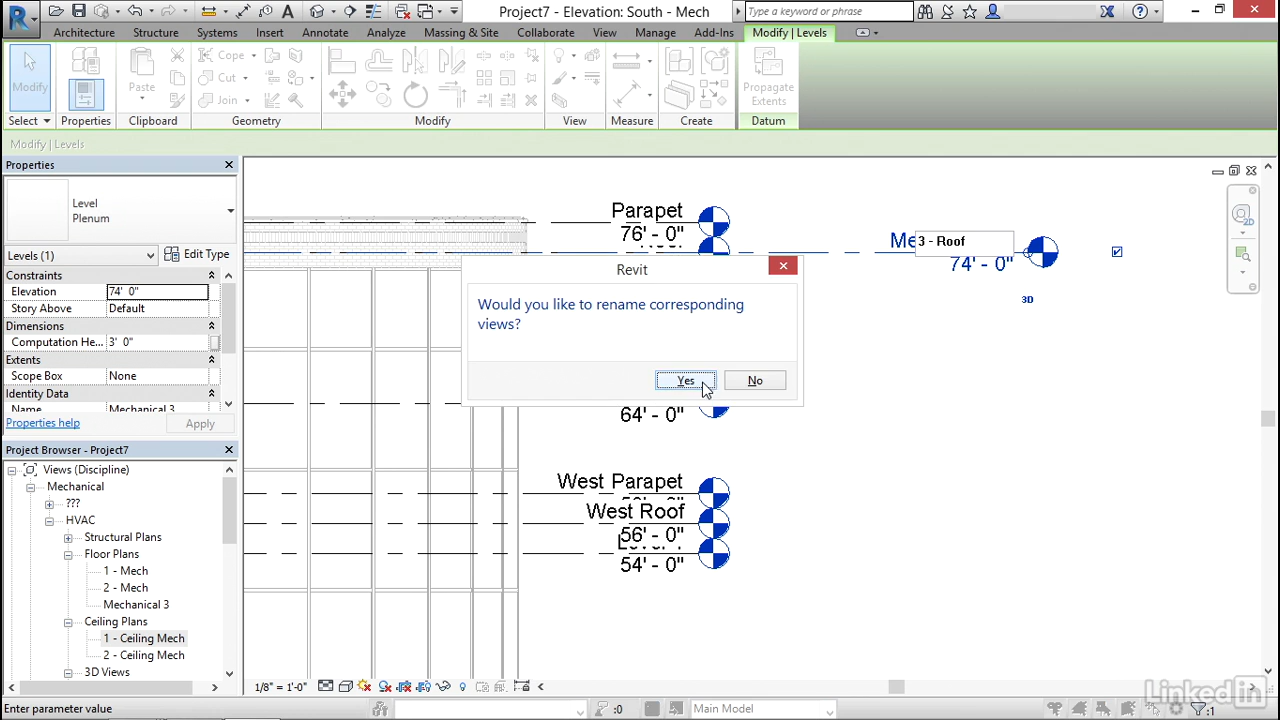 Project7 - Elevation: South - Mech
Type a keyword or phrase
Architecture Structure Systems Insert Annotate Analyze Massing & Site Collaborate View Manage Add-Ins Modify | Levels
Modify
Paste
Cope
Cut
Join
Propagate
Extents
Select Properties Clipboard Geometry Modify View Measure Create Datum
Modify | Levels
Properties
Level
Plenum
Levels (1)
Edit Type
Constraints
Elevation 74' 0"
Story Above Default
Dimensions
Computation He... 3' 0"
Extents
Scope Box None
Identity Data
Name Mechanical 3
Properties help
Apply
Project Browser - Project7
Views (Discipline)
Mechanical
???
HVAC
Structural Plans
Floor Plans
1 - Mech
2 - Mech
Mechanical 3
Ceiling Plans
1 - Ceiling Mech
2 - Ceiling Mech
3D Views
Parapet
76' - 0"
Me
3 - Roof
74' - 0"
3D
Revit
Would you like to rename corresponding
views?
Yes
No
64' - 0"
West Parapet
West Roof
56' - 0"
54' - 0"
1/8" = 1'-0"
Enter parameter value
:0
Main Model
:1
LinkedIn